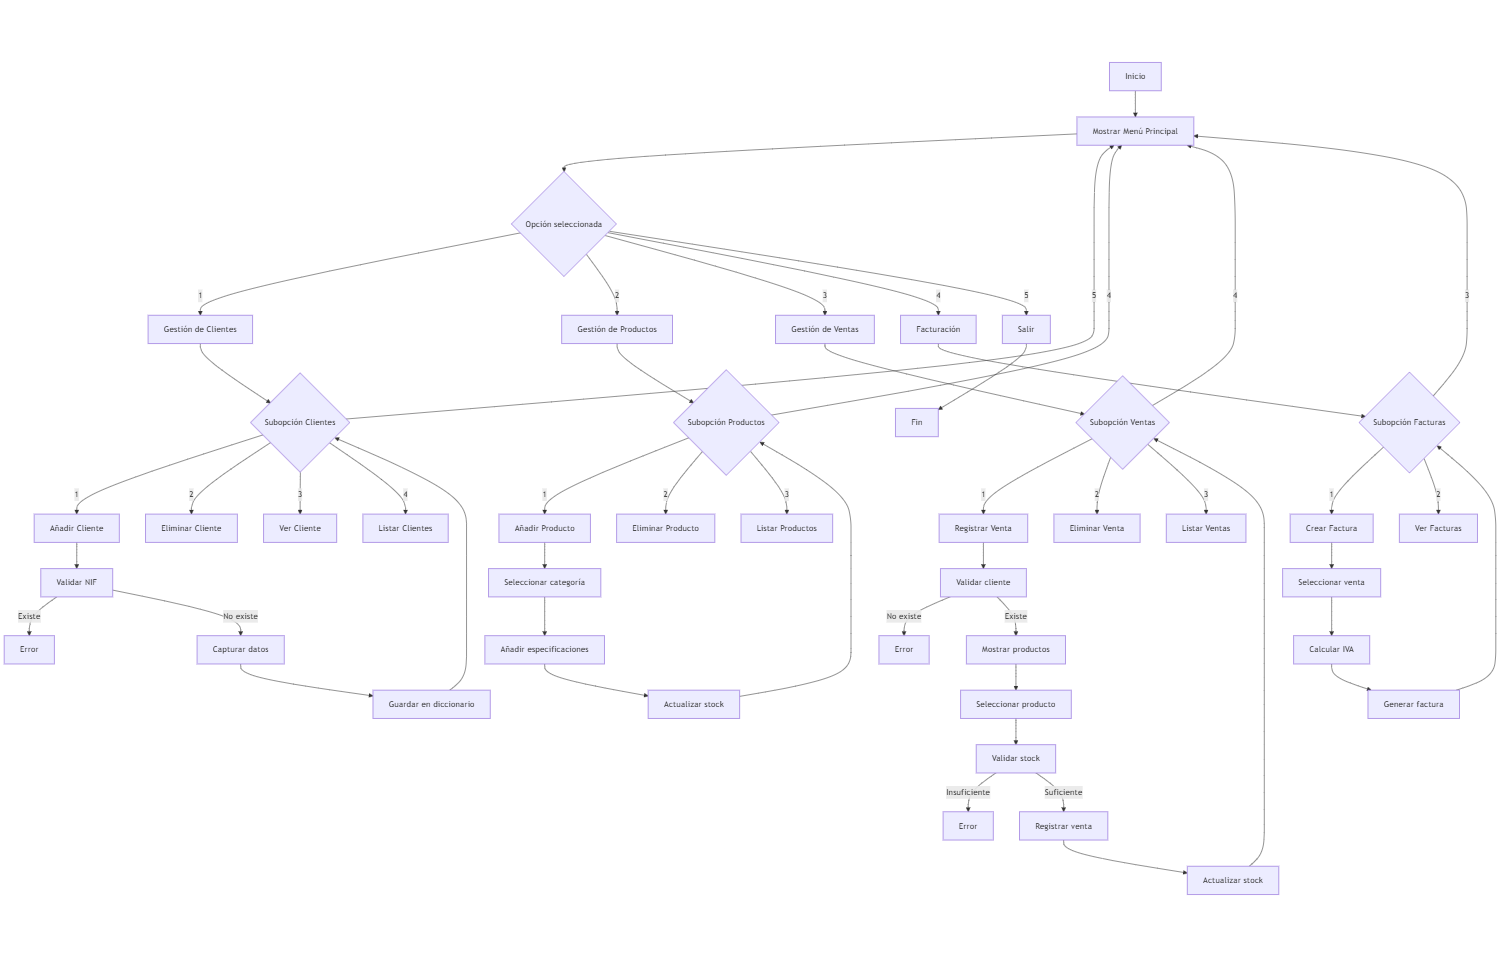 Inicio
Mostrar Menú Principal
Opción seleccionada
1
2
3
4
5
5
4
4
3
Gestión de Clientes
Gestión de Productos
Gestión de Ventas
Facturación
Salir
Subopción Clientes
Subopción Productos
Fin
Subopción Ventas
Subopción Facturas
1
2
3
4
1
2
3
1
2
3
1
2
Añadir Cliente
Eliminar Cliente
Ver Cliente
Listar Clientes
Añadir Producto
Eliminar Producto
Listar Productos
Registrar Venta
Eliminar Venta
Listar Ventas
Crear Factura
Ver Facturas
Validar NIF
Seleccionar categoría
Validar cliente
Seleccionar venta
Existe
No existe
No existe
Existe
Error
Capturar datos
Añadir especificaciones
Error
Mostrar productos
Calcular IVA
Guardar en diccionario
Actualizar stock
Seleccionar producto
Generar factura
Validar stock
Insuficiente
Suficiente
Error
Registrar venta
Actualizar stock